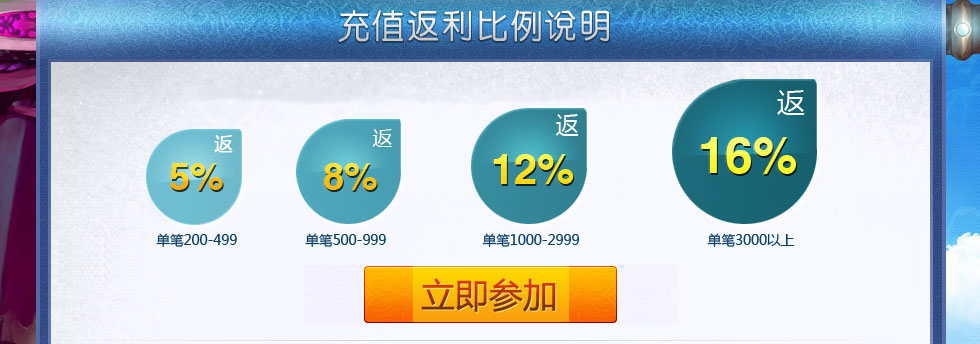 充值返利比例说明
返
5%
单笔200-499
返
8%
单笔500-999
返
12%
单笔1000-2999
返
16%
单笔3000以上
立即参加